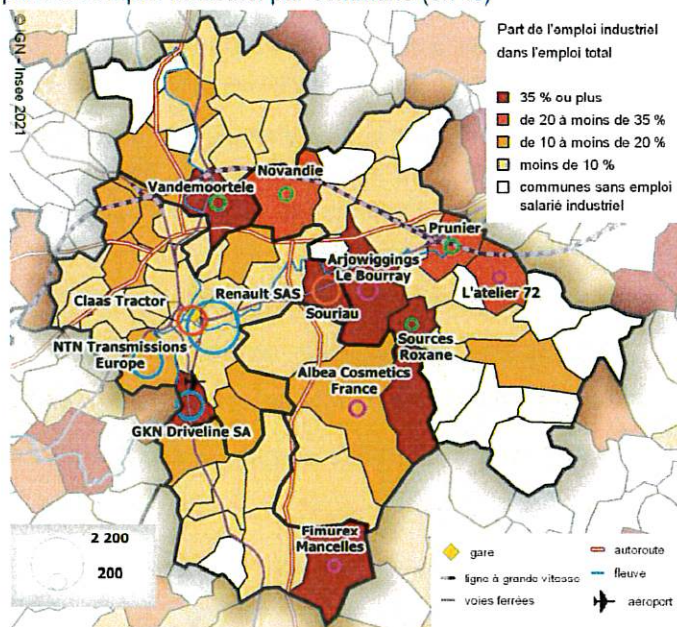 © IGN - Insee 2021
Part de l'emploi industriel
dans l'emploi total
35 % ou plus
de 20 à moins de 35 %
de 10 à moins de 20 %
moins de 10 %
communes sans emploi
salarié industriel
Vandemoortele
Novandie
Prunier
Arjowiggings
Le Bourray
L'atelier 72
Claas Tractor
Renault SAS
Souriau
Sources
Roxane
NTN Transmissions
Europe
Albea Cosmetics
France
GKN Driveline SA
Fimurex
Mancelles
2 200
200
gare
ligne à grande vitesse
voies ferrées
autoroute
fleuve
aéroport